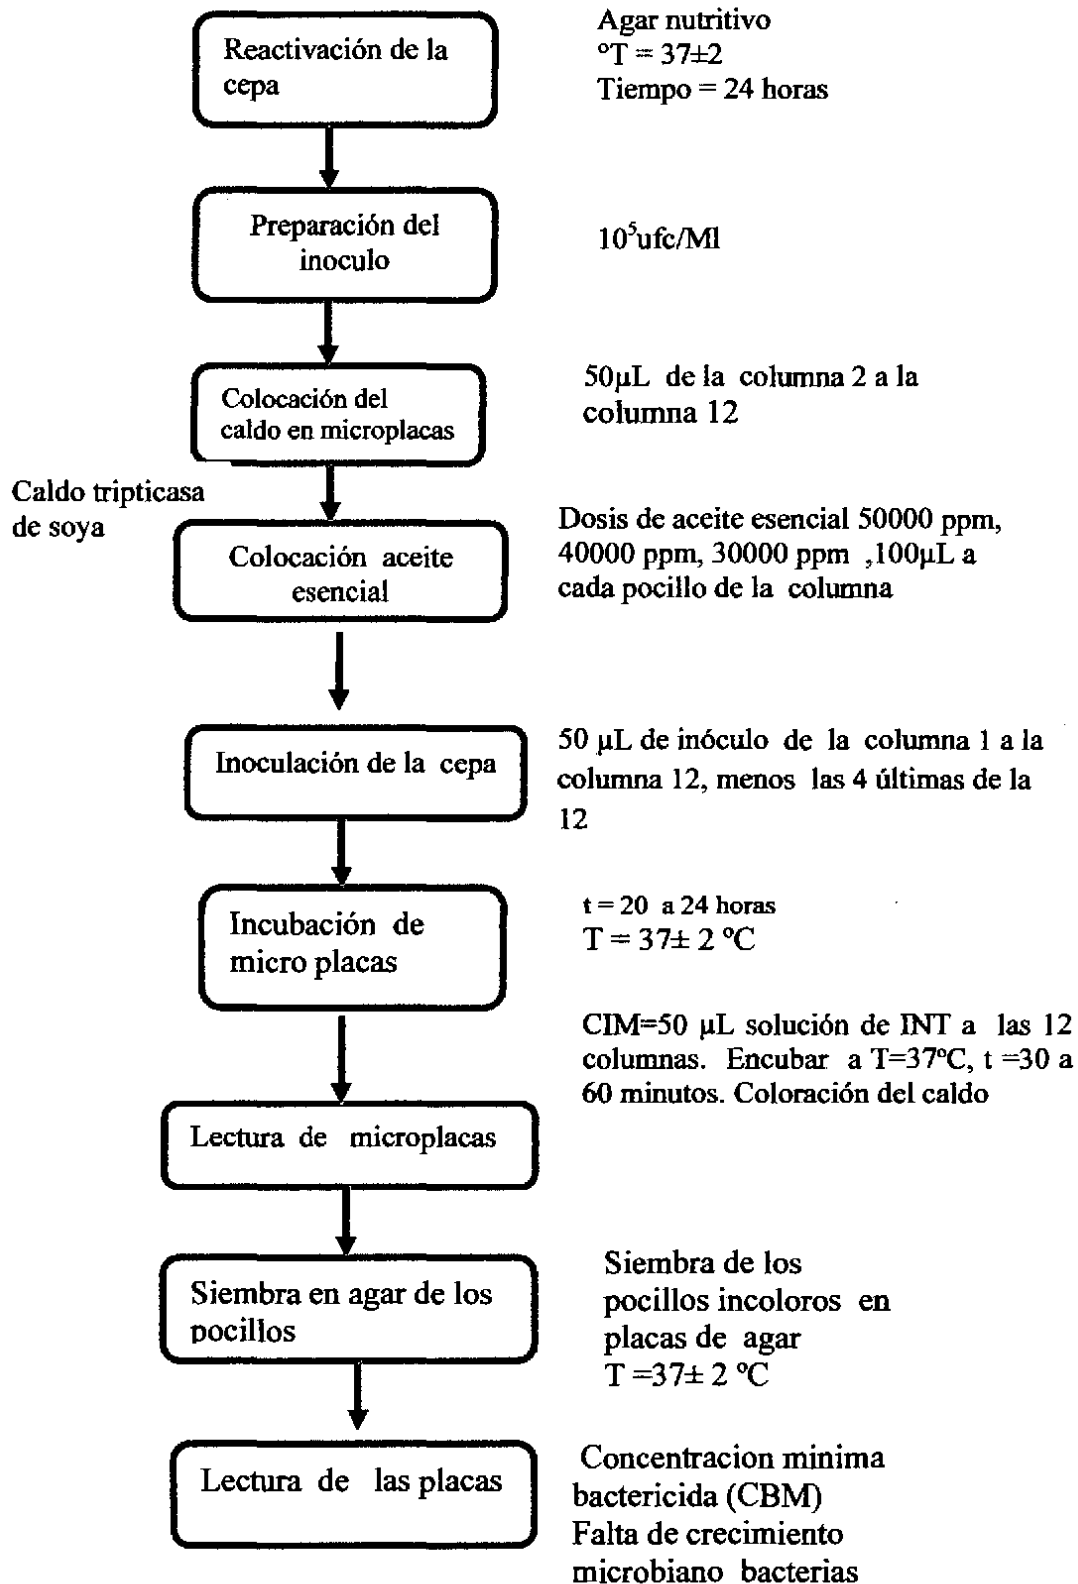 Reactivación de la
cepa
Agar nutritivo
ºT = 37±2
Tiempo = 24 horas
Preparación del
inoculo
10⁵ufc/Ml
Colocación del
caldo en microplacas
50µL de la columna 2 a la
columna 12
Caldo tripticasa
de soya
Colocación aceite
esencial
Dosis de aceite esencial 50000 ppm,
40000 ppm, 30000 ppm ,100µL a
cada pocillo de la columna
Inoculación de la cepa
50 µL de inóculo de la columna 1 a la
columna 12, menos las 4 últimas de la
12
Incubación de
micro placas
t = 20 a 24 horas
T = 37± 2 ºC
CIM=50 µL solución de INT a las 12
columnas. Encubar a T=37ºC, t =30 a
60 minutos. Coloración del caldo
Lectura de microplacas
Siembra en agar de los
pocillos
Siembra de los
pocillos incoloros en
placas de agar
T =37± 2 ºC
Lectura de las placas
Concentracion minima
bactericida (CBM)
Falta de crecimiento
microbiano bacterias